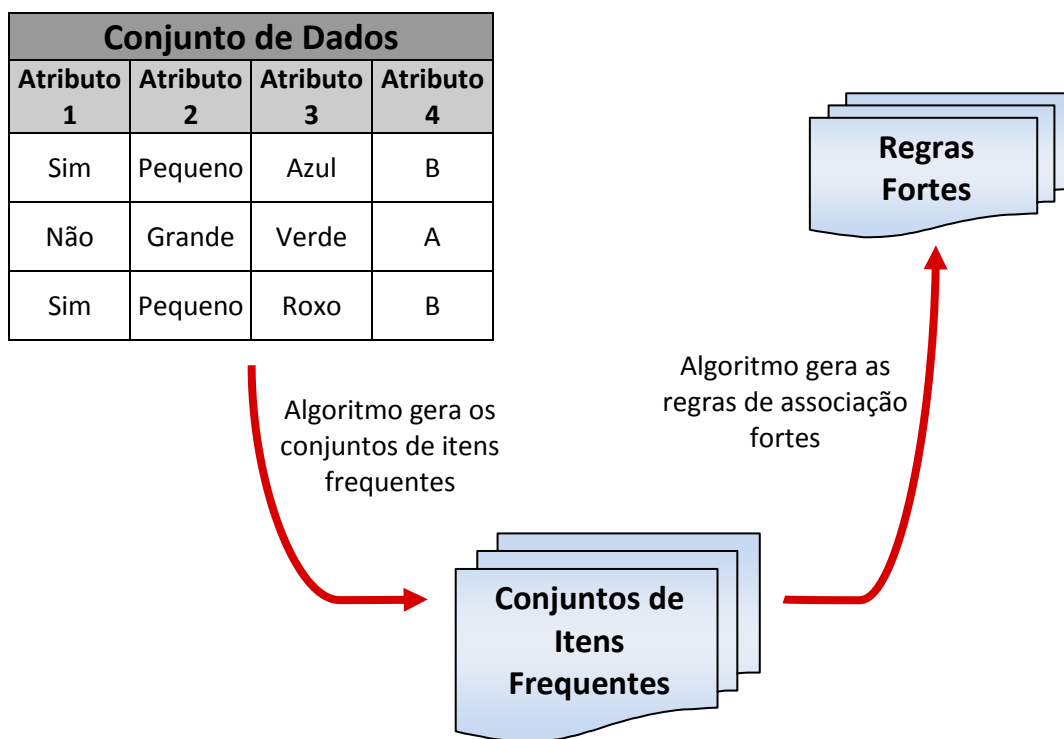 Conjunto de Dados
Atributo 1 Atributo 2 Atributo 3 Atributo 4
Sim Pequeno Azul B
Não Grande Verde A
Sim Pequeno Roxo B
Regras
Fortes
Algoritmo gera os
conjuntos de itens
frequentes
Algoritmo gera as
regras de associação
fortes
Conjuntos de
Itens
Frequentes